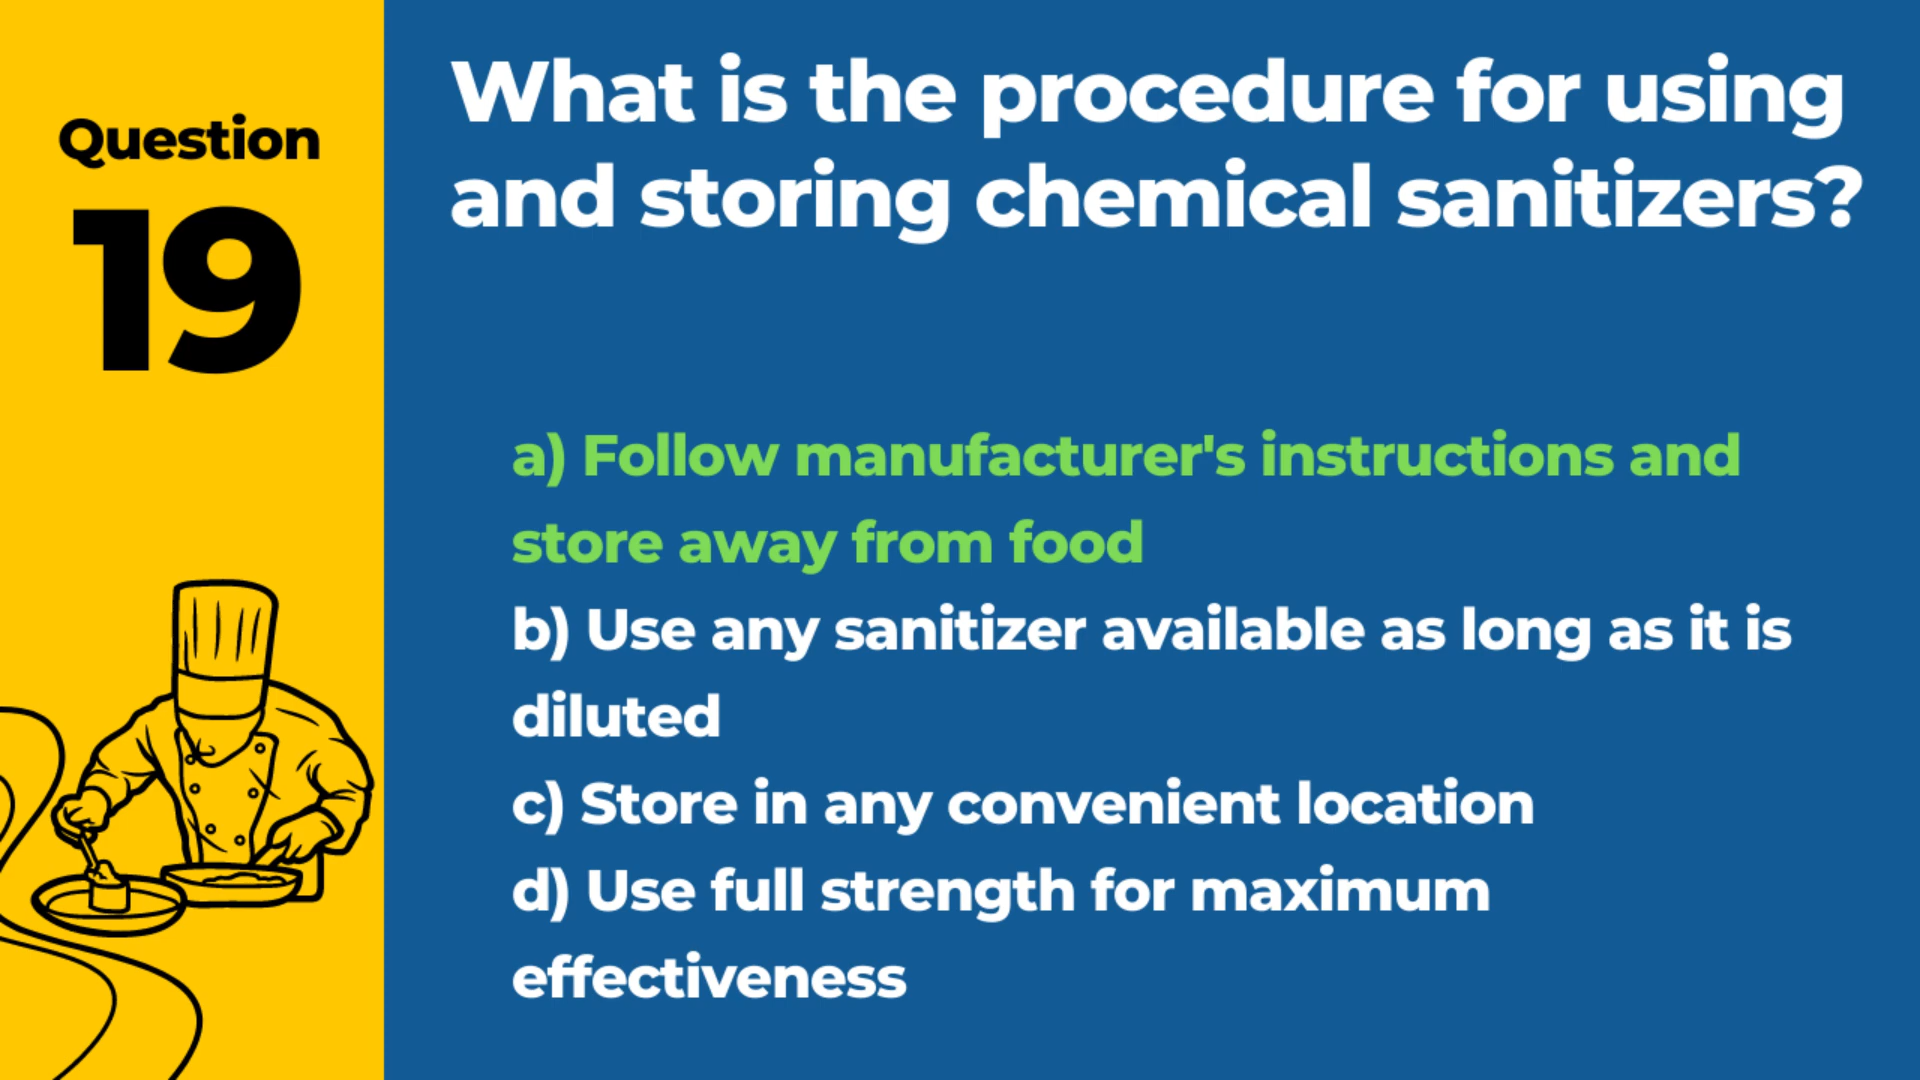 Question
19
What is the procedure for using
and storing chemical sanitizers?
a) Follow manufacturer's instructions and
store away from food
b) Use any sanitizer available as long as it is
diluted
c) Store in any convenient location
d) Use full strength for maximum
effectiveness